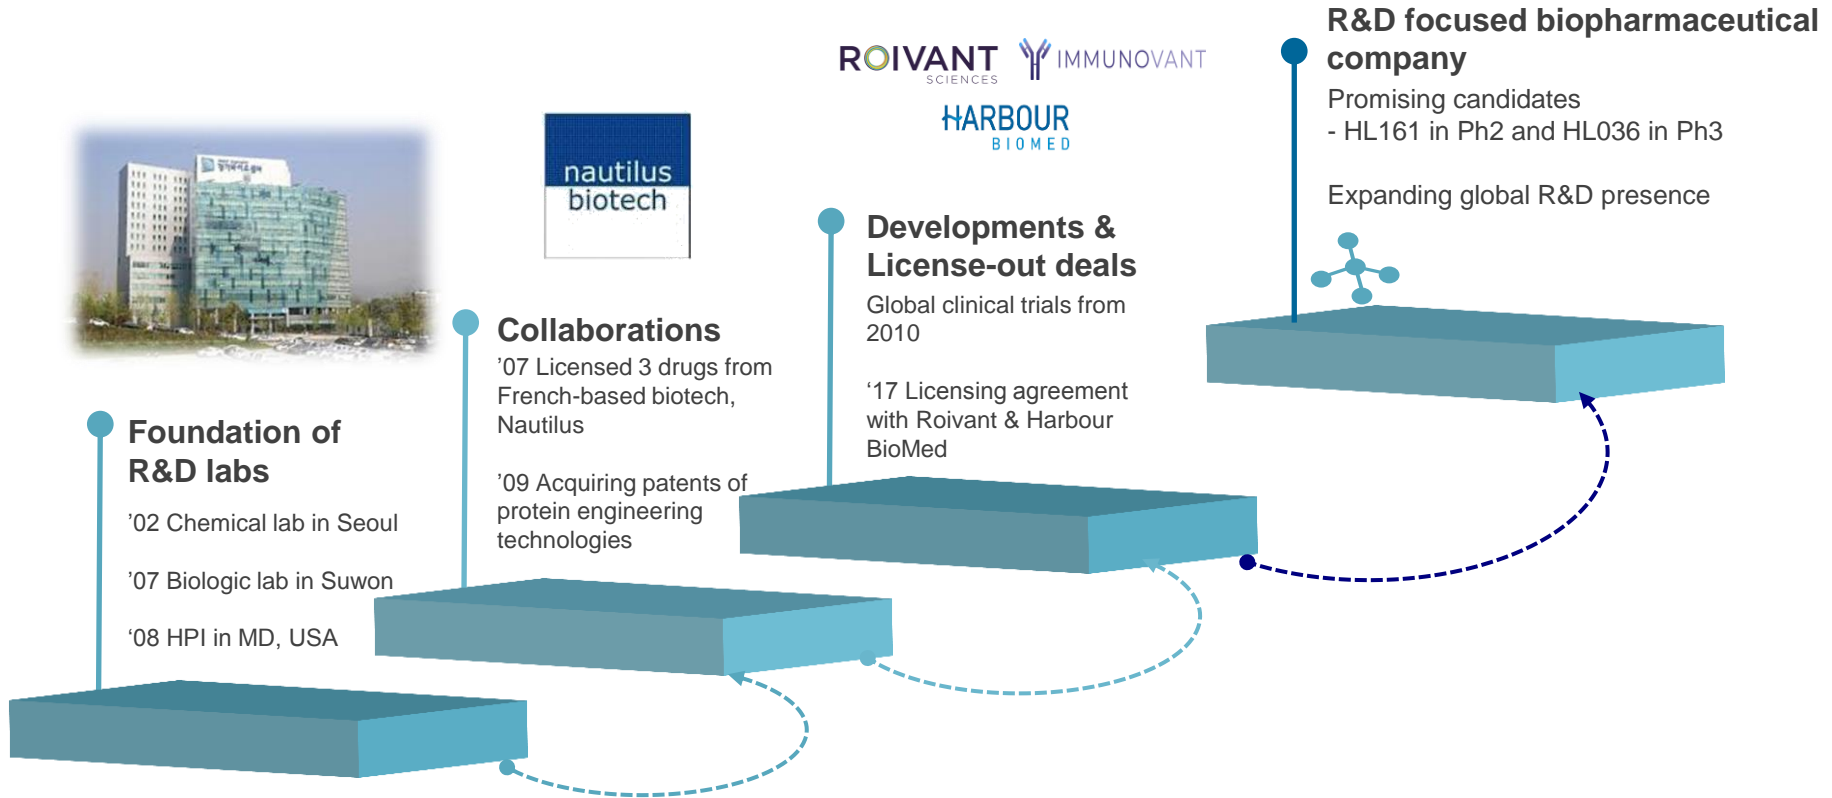 Foundation of
R&D labs
’02 Chemical lab in Seoul
’07 Biologic lab in Suwon
‘08 HPI in MD, USA
nautilus
biotech
Collaborations
’07 Licensed 3 drugs from
French-based biotech,
Nautilus
’09 Acquiring patents of
protein engineering
technologies
ROIVANT
SCIENCES
IMMUNOVANT
HARBOUR
BIOMED
Developments &
License-out deals
Global clinical trials from
2010
‘17 Licensing agreement
with Roivant & Harbour
BioMed
R&D focused biopharmaceutical
company
Promising candidates
- HL161 in Ph2 and HL036 in Ph3
Expanding global R&D presence